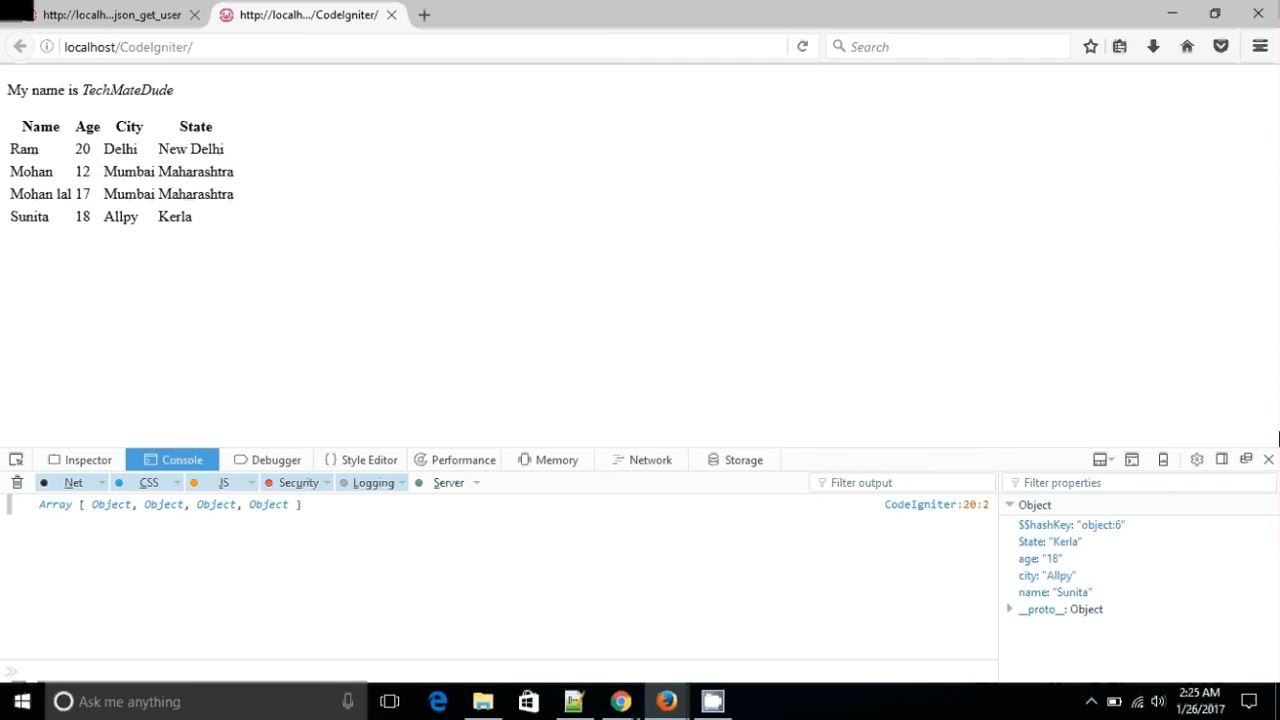 http://localh...json_get_user
http://localh.../CodeIgniter/
localhost/CodeIgniter/
Search
My name is TechMateDude
Name Age City State
Ram 20 Delhi New Delhi
Mohan 12 Mumbai Maharashtra
Mohan lal 17 Mumbai Maharashtra
Sunita 18 Allpy Kerla
Inspector Console Debugger Style Editor Performance Memory Network Storage
Net CSS JS Security Logging Server Filter output Filter properties
Array [ Object, Object, Object, Object ] CodeIgniter:20:2
Object
$$hashKey: "object:6"
State: "Kerla"
age: "18"
city: "Allpy"
name: "Sunita"
__proto__: Object
Ask me anything
2:25 AM
1/26/2017